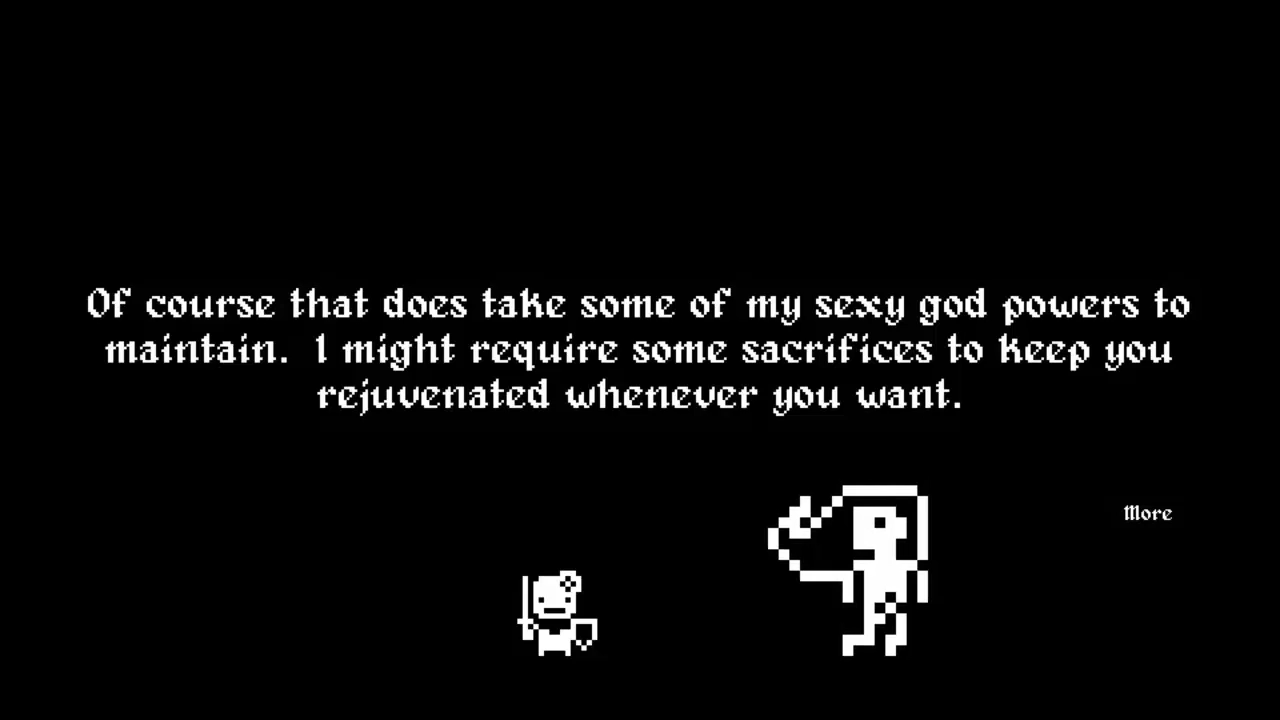 Of course that does take some of my sexy god powers to
maintain.  I might require some sacrifices to keep you
rejuvenated whenever you want.
More